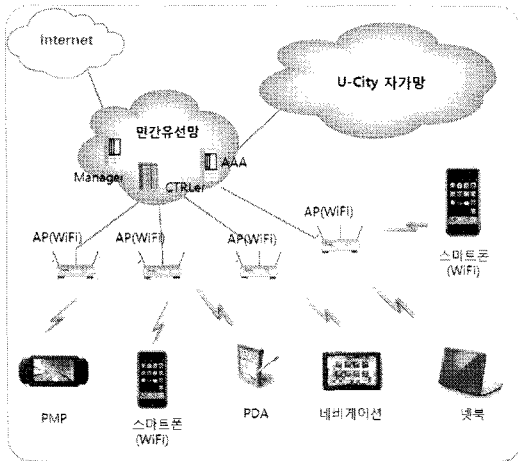 Internet
U-City 자가망
민간유선망
Manager
AAA
CTRLer
AP(WiFi)
AP(WiFi)
AP(WiFi)
AP(WiFi)
스마트폰
(WiFi)
PMP
스마트폰
(WiFi)
PDA
네비게이션
넷북